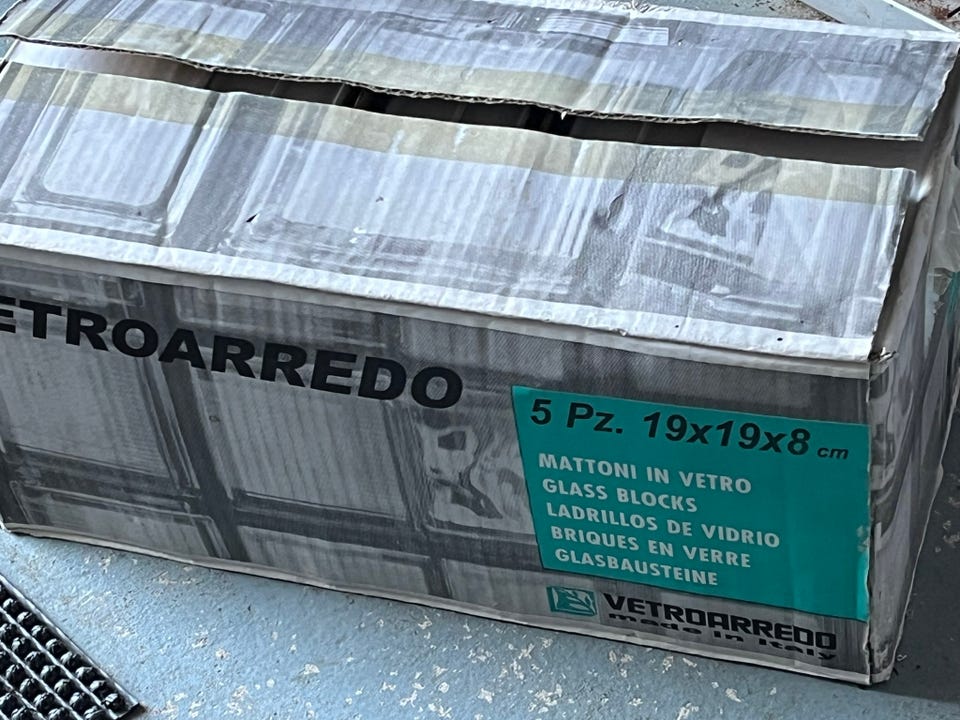 ETROARREDO
5 Pz. 19x19x8 cm
MATTONI IN VETRO
GLASS BLOCKS
LADRILLOS DE VIDRIO
BRIQUES EN VERRE
GLASBAUSTEINE
VETROARREDO
made in Italy